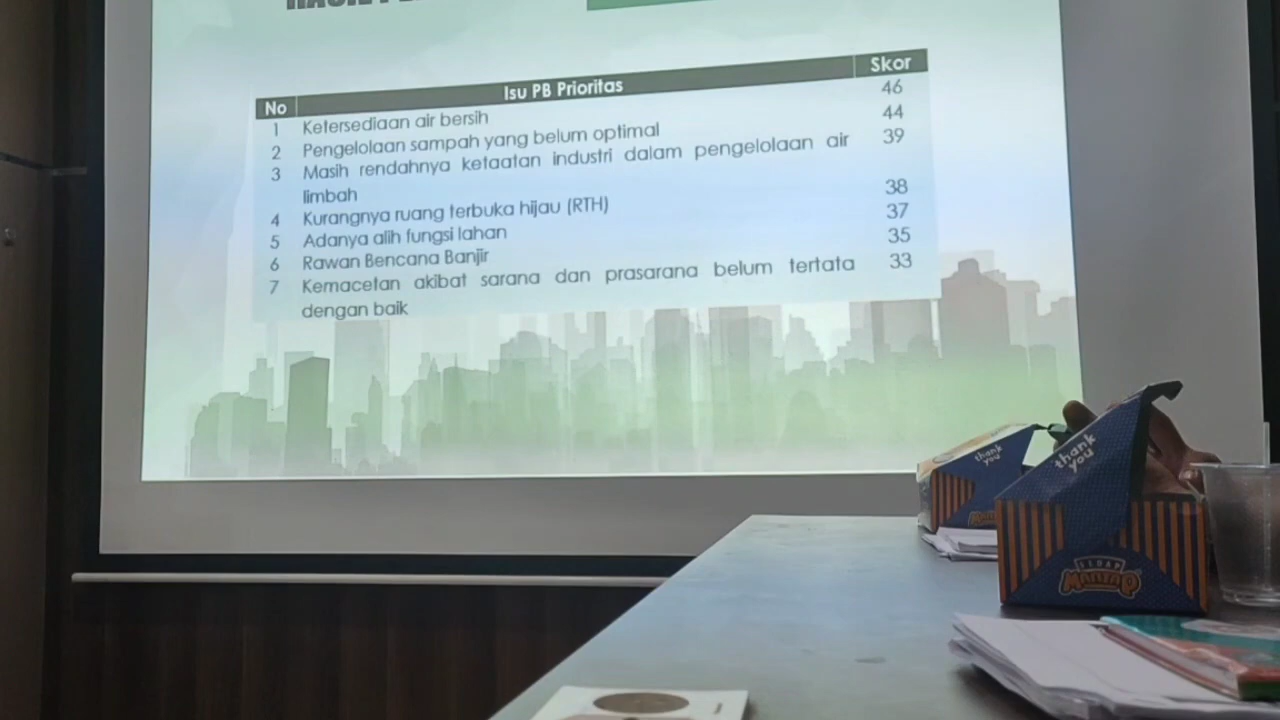 No Isu PB Prioritas Skor
1 Ketersediaan air bersih 46
2 Pengelolaan sampah yang belum optimal 44
3 Masih rendahnya ketaatan industri dalam pengelolaan air 39
limbah
4 Kurangnya ruang terbuka hijau (RTH) 38
5 Adanya alih fungsi lahan 37
6 Rawan Bencana Banjir 35
7 Kemacetan akibat sarana dan prasarana belum tertata 33
dengan baik
thank
you
thank
you
SEDAP
MANTAP